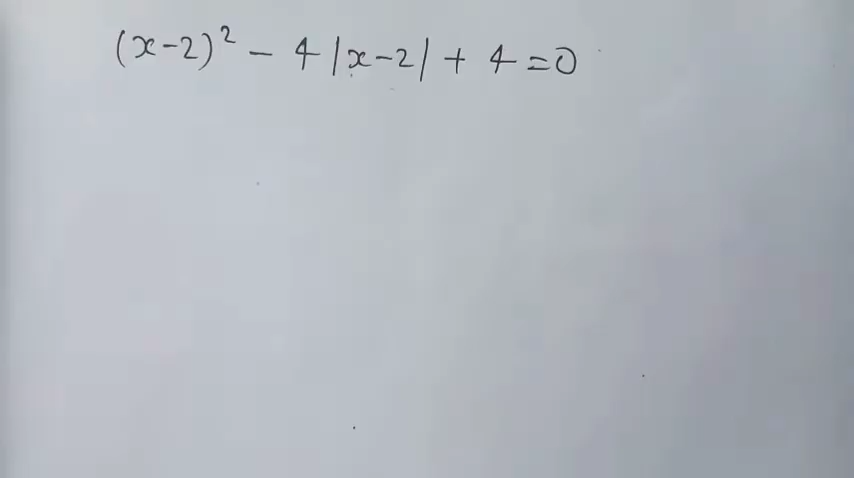 (x-2)² - 4|x-2| + 4 = 0